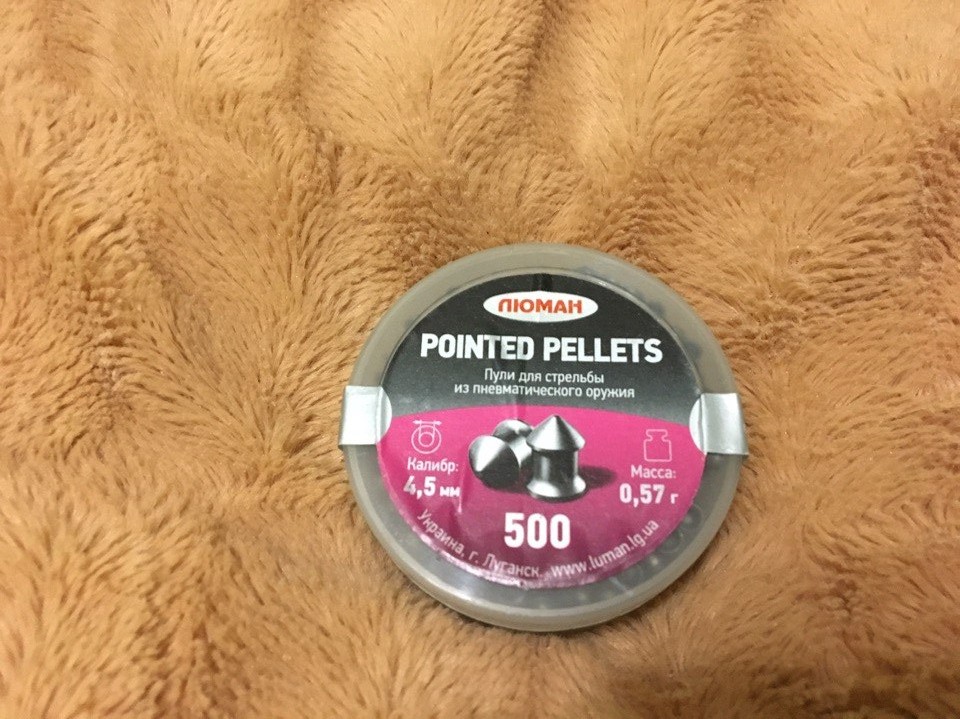 ЛЮМАН
POINTED PELLETS
Пули для стрельбы
из пневматического оружия
Калибр:
4,5 мм
Масса:
0,57 г
500
Украина, г. Луганск. www.luman.lg.ua